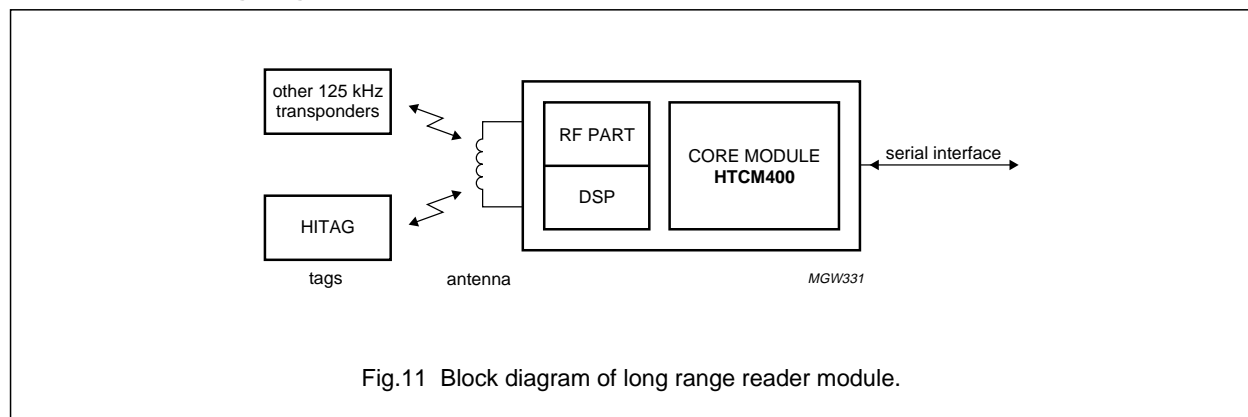 other 125 kHz
transponders
HITAG
tags
antenna
RF PART
DSP
CORE MODULE
HTCM400
serial interface
MGW331
Fig.11 Block diagram of long range reader module.